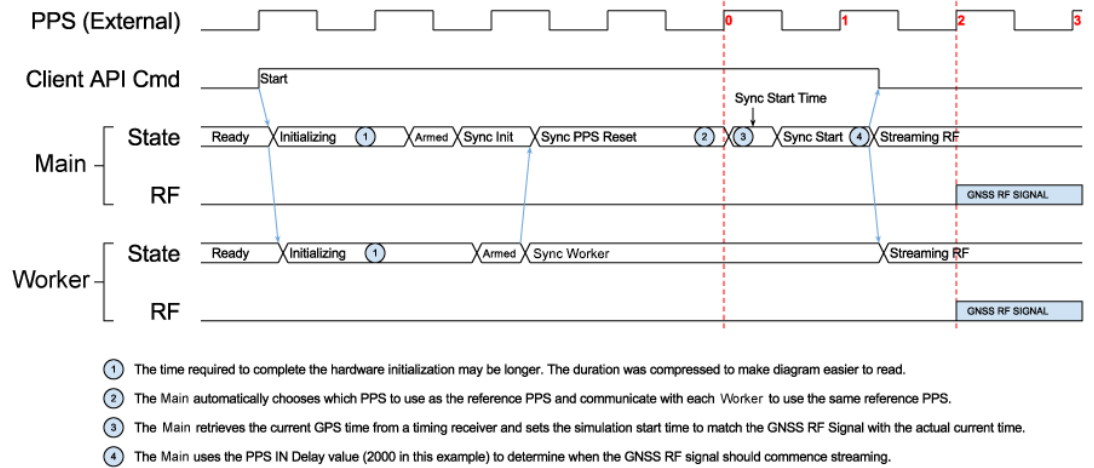 PPS (External)
0 1 2 3
Client API Cmd
Start
Sync Start Time
Main
State
Ready Initializing 1 Armed Sync Init Sync PPS Reset 2 3 Sync Start 4 Streaming RF
RF
GNSS RF SIGNAL
Worker
State
Ready Initializing 1 Armed Sync Worker Streaming RF
RF
GNSS RF SIGNAL
1 The time required to complete the hardware initialization may be longer. The duration was compressed to make diagram easier to read.
2 The Main automatically chooses which PPS to use as the reference PPS and communicate with each Worker to use the same reference PPS.
3 The Main retrieves the current GPS time from a timing receiver and sets the simulation start time to match the GNSS RF Signal with the actual current time.
4 The Main uses the PPS IN Delay value (2000 in this example) to determine when the GNSS RF signal should commence streaming.